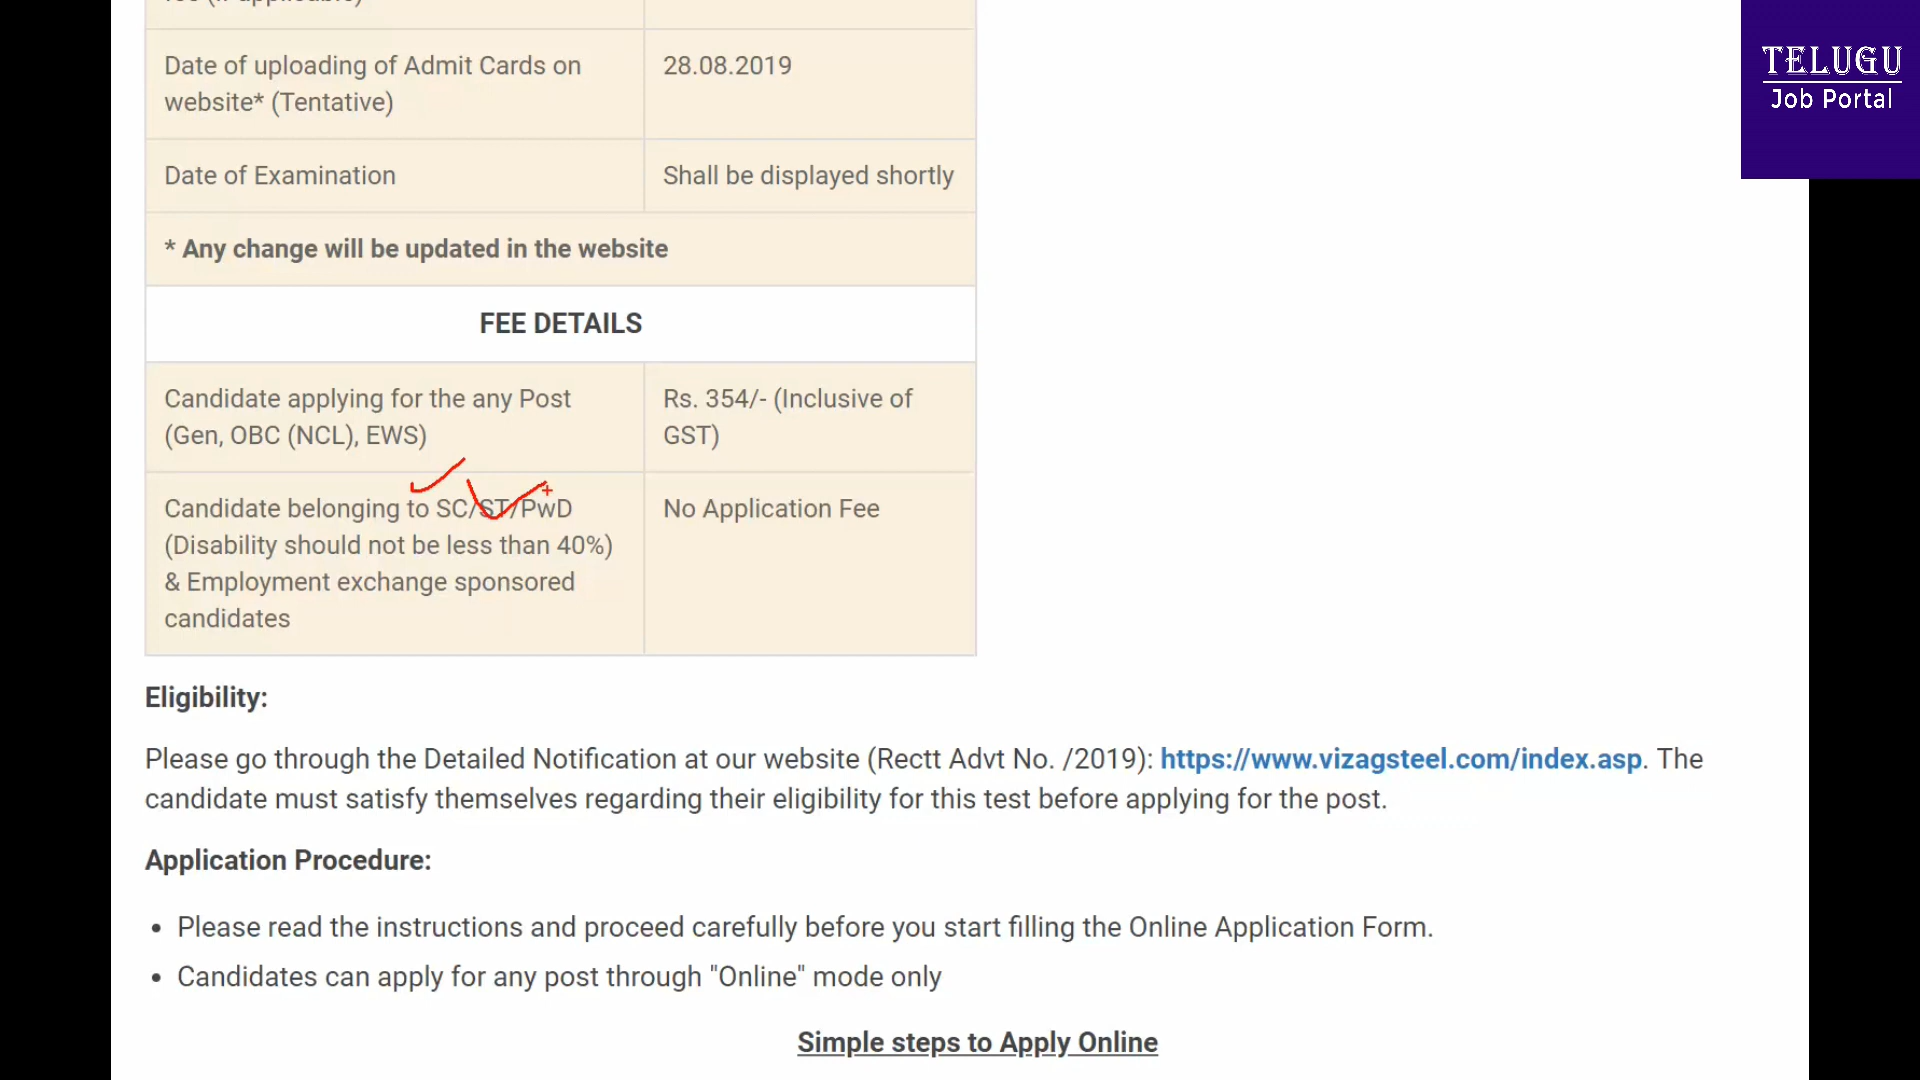 TELUGU
Job Portal
Date of uploading of Admit Cards on
website* (Tentative)
28.08.2019
Date of Examination
Shall be displayed shortly
* Any change will be updated in the website
FEE DETAILS
Candidate applying for the any Post
(Gen, OBC (NCL), EWS)
Rs. 354/- (Inclusive of
GST)
Candidate belonging to SC/ST/PwD
(Disability should not be less than 40%)
& Employment exchange sponsored
candidates
No Application Fee
Eligibility:
Please go through the Detailed Notification at our website (Rectt Advt No. /2019): https://www.vizagsteel.com/index.asp. The
candidate must satisfy themselves regarding their eligibility for this test before applying for the post.
Application Procedure:
• Please read the instructions and proceed carefully before you start filling the Online Application Form.
• Candidates can apply for any post through "Online" mode only
Simple steps to Apply Online